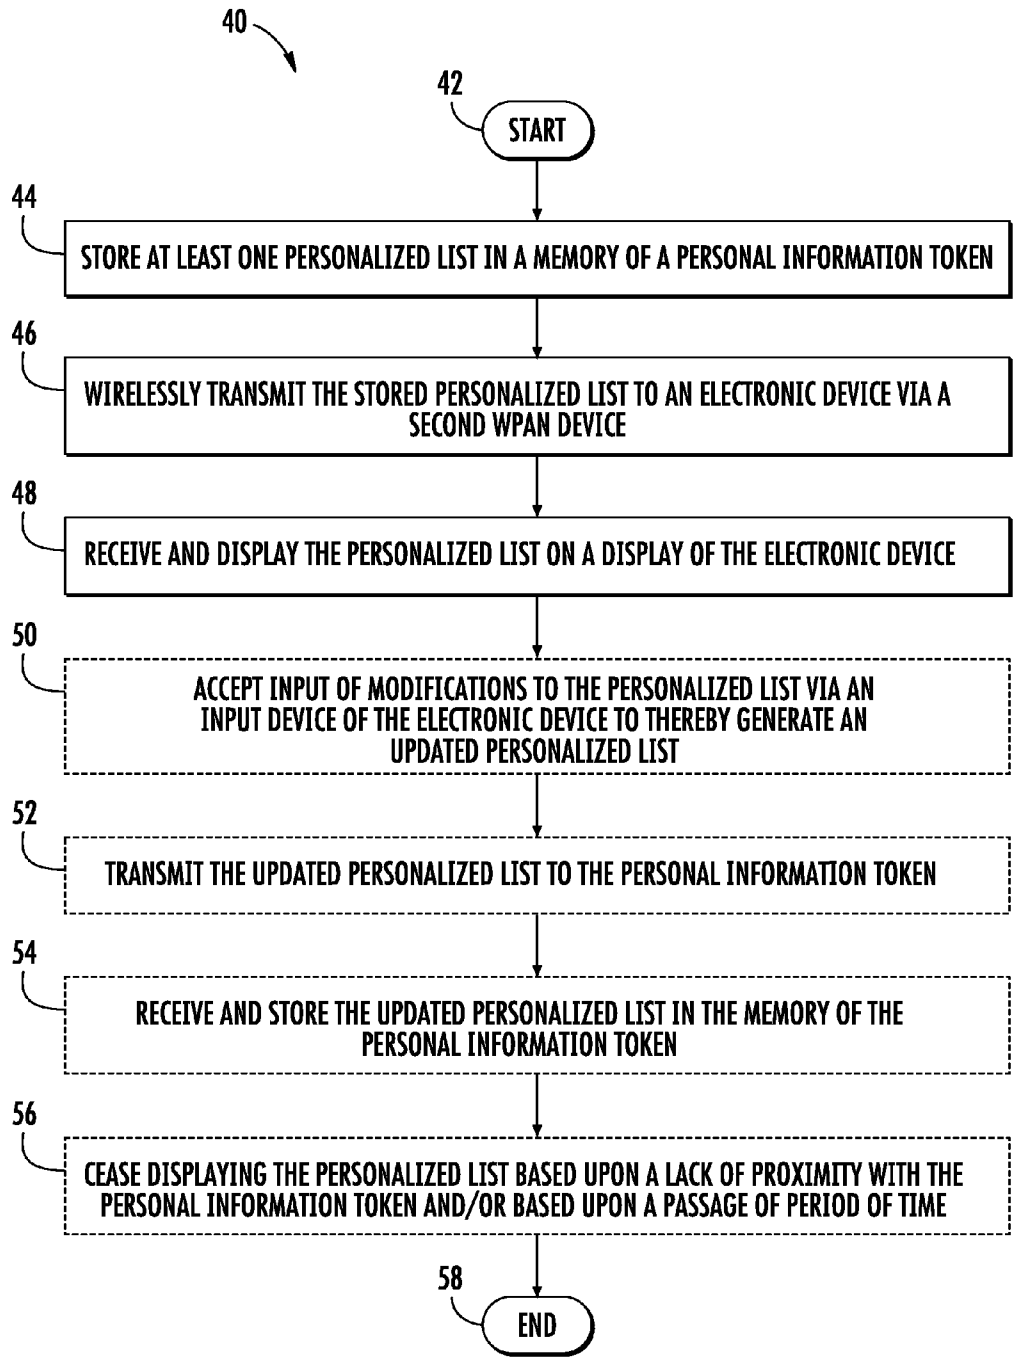 40
42
START
44
STORE AT LEAST ONE PERSONALIZED LIST IN A MEMORY OF A PERSONAL INFORMATION TOKEN
46
WIRELESSLY TRANSMIT THE STORED PERSONALIZED LIST TO AN ELECTRONIC DEVICE VIA A
SECOND WPAN DEVICE
48
RECEIVE AND DISPLAY THE PERSONALIZED LIST ON A DISPLAY OF THE ELECTRONIC DEVICE
50
ACCEPT INPUT OF MODIFICATIONS TO THE PERSONALIZED LIST VIA AN
INPUT DEVICE OF THE ELECTRONIC DEVICE TO THEREBY GENERATE AN
UPDATED PERSONALIZED LIST
52
TRANSMIT THE UPDATED PERSONALIZED LIST TO THE PERSONAL INFORMATION TOKEN
54
RECEIVE AND STORE THE UPDATED PERSONALIZED LIST IN THE MEMORY OF THE
PERSONAL INFORMATION TOKEN
56
CEASE DISPLAYING THE PERSONALIZED LIST BASED UPON A LACK OF PROXIMITY WITH THE
PERSONAL INFORMATION TOKEN AND/OR BASED UPON A PASSAGE OF PERIOD OF TIME
58
END